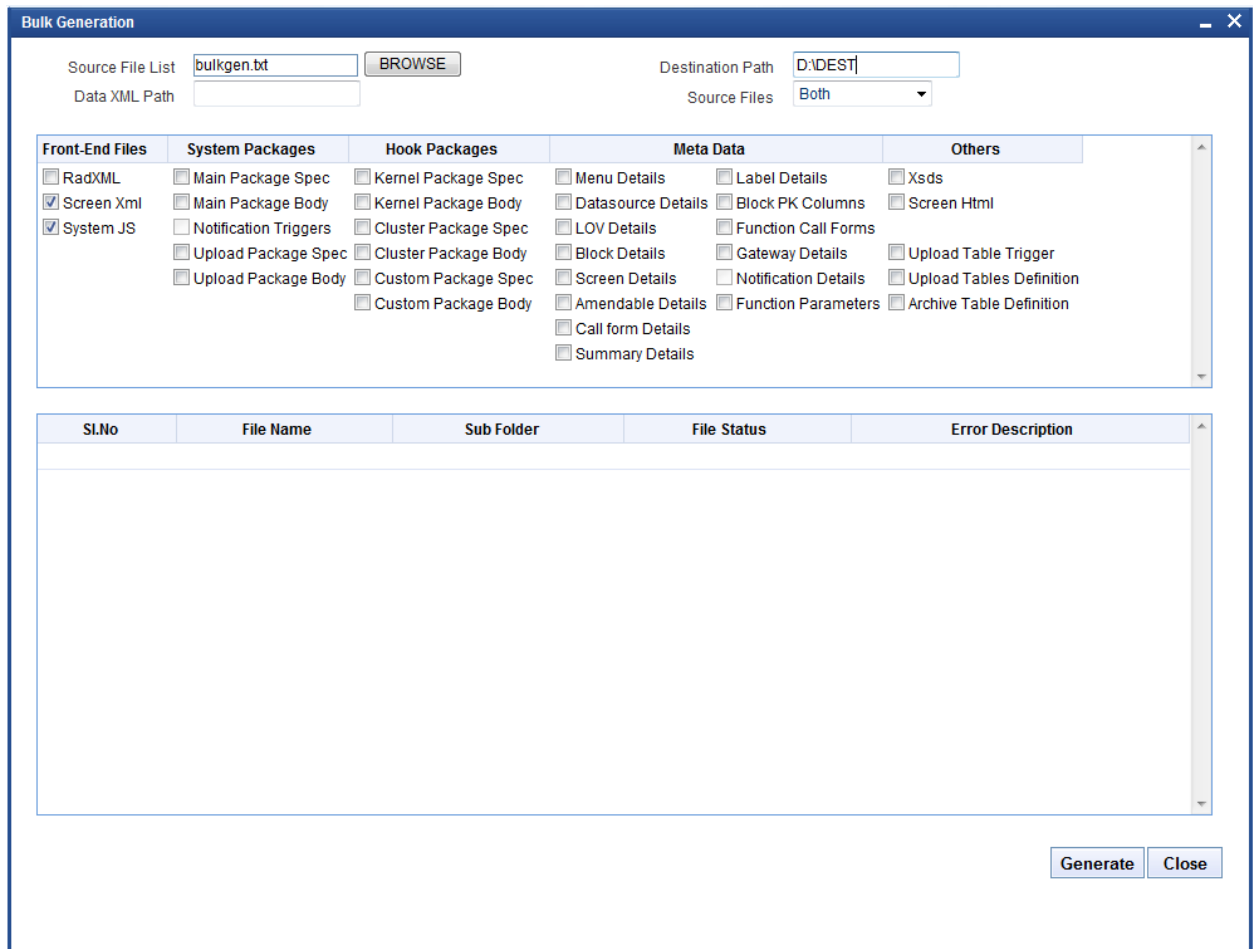 Bulk Generation
Source File List bulkgen.txt BROWSE Destination Path D:\DEST
Data XML Path Source Files Both
Front-End Files System Packages Hook Packages Meta Data Others
RadXML Main Package Spec Kernel Package Spec Menu Details Label Details Xsds
Screen Xml Main Package Body Kernel Package Body Datasource Details Block PK Columns Screen Html
System JS Notification Triggers Cluster Package Spec LOV Details Function Call Forms
Upload Package Spec Cluster Package Body Block Details Gateway Details Upload Table Trigger
Upload Package Body Custom Package Spec Screen Details Notification Details Upload Tables Definition
Custom Package Body Amendable Details Function Parameters Archive Table Definition
Call form Details
Summary Details
Sl.No File Name Sub Folder File Status Error Description
Generate Close